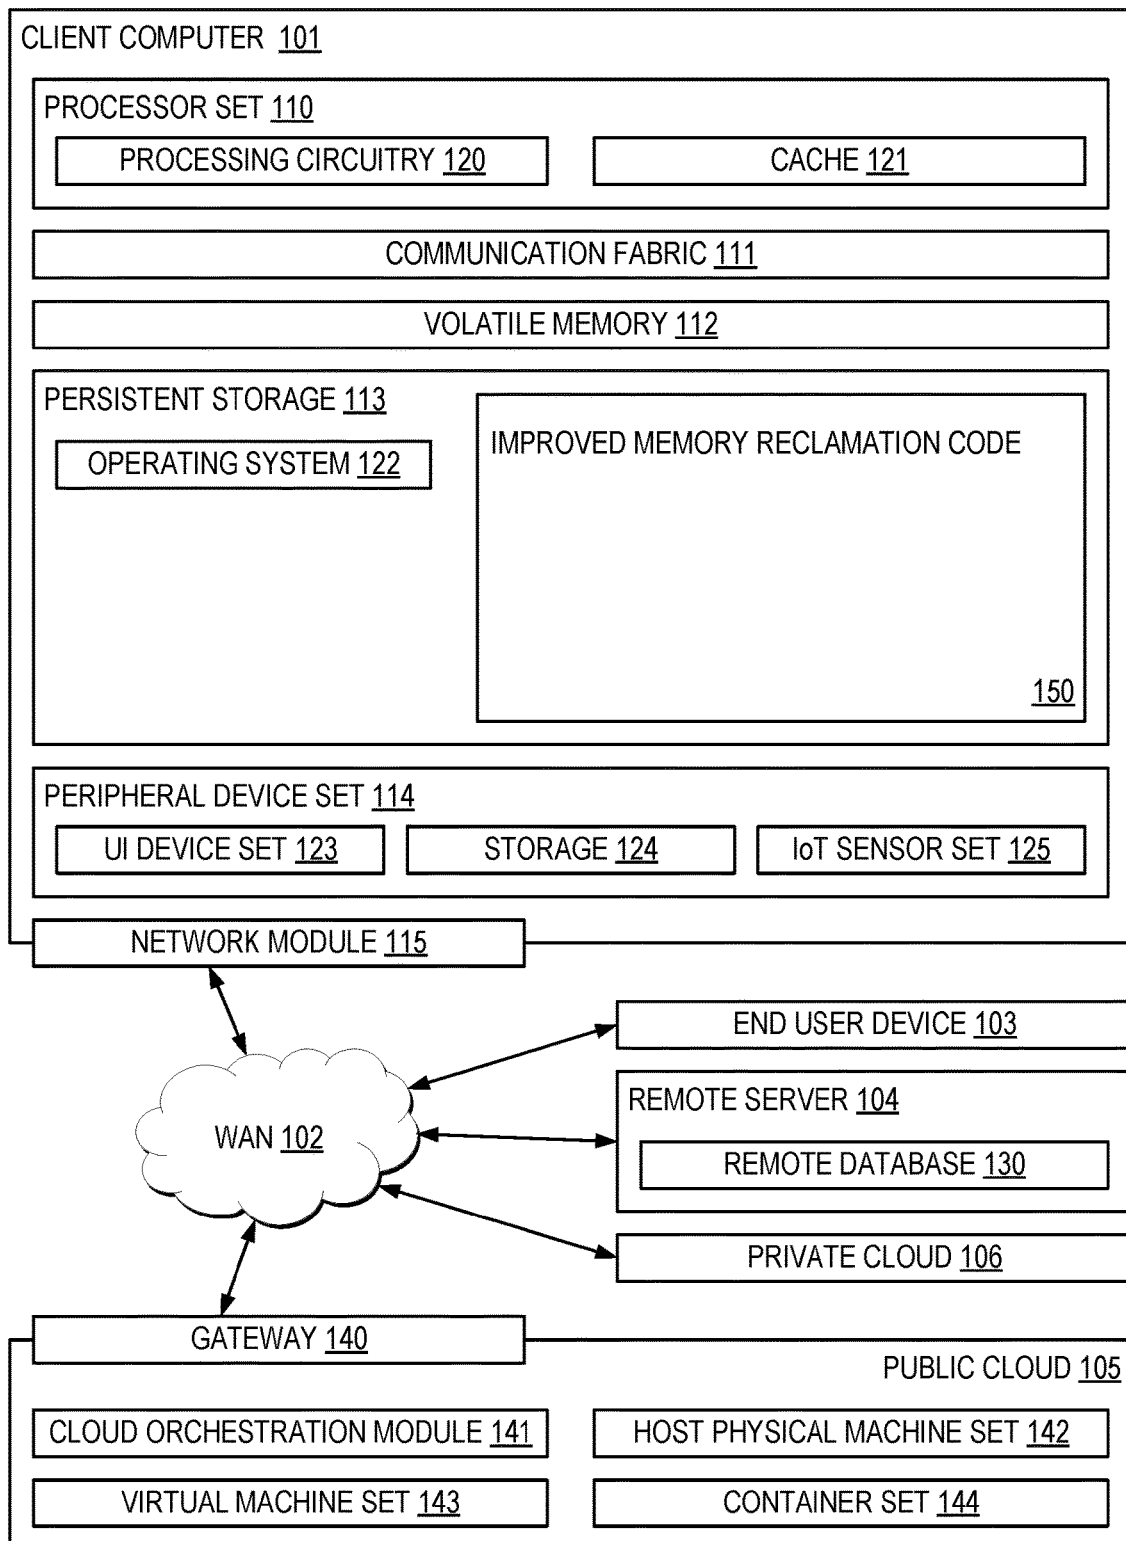 CLIENT COMPUTER 101
PROCESSOR SET 110
PROCESSING CIRCUITRY 120
CACHE 121
COMMUNICATION FABRIC 111
VOLATILE MEMORY 112
PERSISTENT STORAGE 113
OPERATING SYSTEM 122
IMPROVED MEMORY RECLAMATION CODE
150
PERIPHERAL DEVICE SET 114
UI DEVICE SET 123
STORAGE 124
IoT SENSOR SET 125
NETWORK MODULE 115
END USER DEVICE 103
REMOTE SERVER 104
WAN 102
REMOTE DATABASE 130
PRIVATE CLOUD 106
GATEWAY 140
PUBLIC CLOUD 105
CLOUD ORCHESTRATION MODULE 141
HOST PHYSICAL MACHINE SET 142
VIRTUAL MACHINE SET 143
CONTAINER SET 144